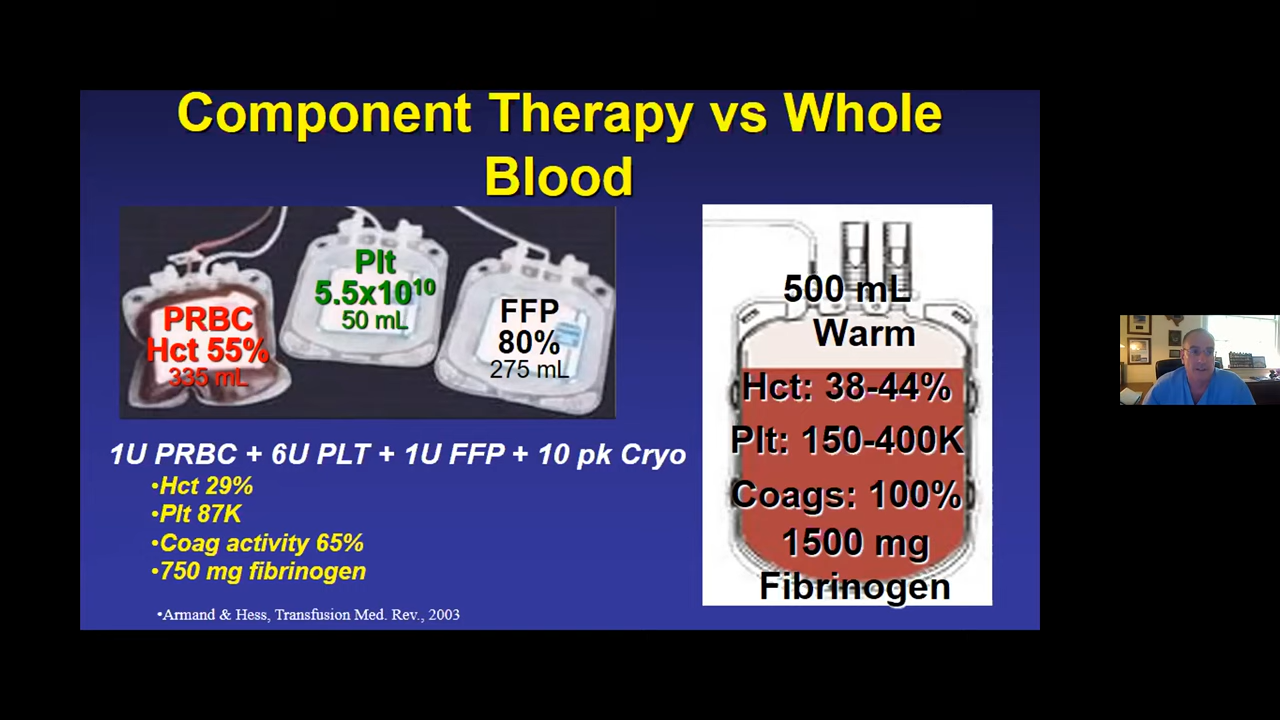 Component Therapy vs Whole
Blood
PRBC
Hct 55%
335 mL
Plt
5.5x10¹⁰
50 mL
FFP
80%
275 mL
1U PRBC + 6U PLT + 1U FFP + 10 pk Cryo
•Hct 29%
•Plt 87K
•Coag activity 65%
•750 mg fibrinogen
•Armand & Hess, Transfusion Med. Rev., 2003
500 mL
Warm
Hct: 38-44%
Plt: 150-400K
Coags: 100%
1500 mg
Fibrinogen